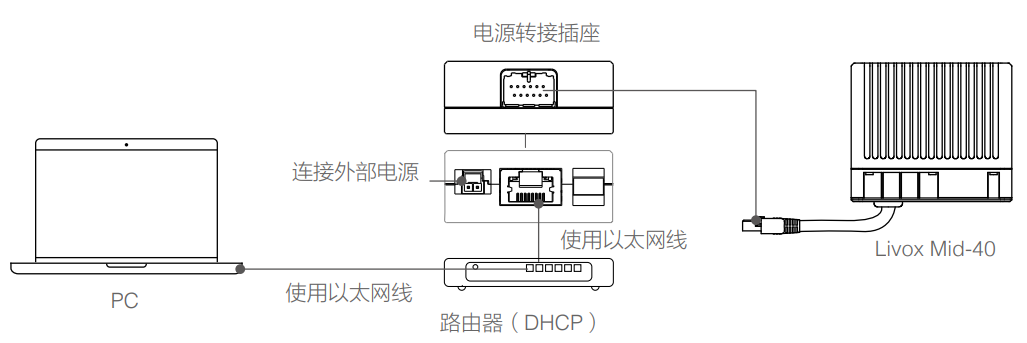 电源转接插座
连接外部电源
使用以太网线
Livox Mid-40
使用以太网线
PC
路由器（DHCP）